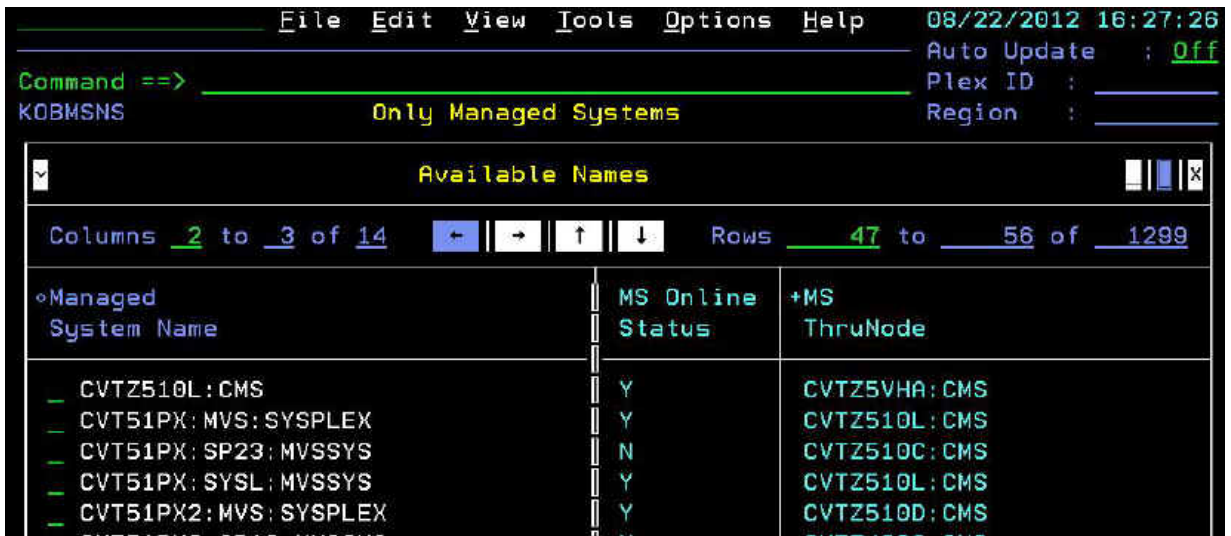 File Edit View Tools Options Help 08/22/2012 16:27:26
Auto Update : Off
Command ==> Plex ID :
KOBMSNS Only Managed Systems Region :
Available Names
Columns 2 to 3 of 14 ← → ↑ ↓ Rows 47 to 56 of 1299
◦Managed MS Online +MS
System Name Status ThruNode
CVTZ510L:CMS Y CVTZ5VHA:CMS
CVT51PX:MVS:SYSPLEX Y CVTZ510L:CMS
CVT51PX:SP23:MVSSYS N CVTZ510C:CMS
CVT51PX:SYSL:MVSSYS Y CVTZ510L:CMS
CVT51PX2:MVS:SYSPLEX Y CVTZ510D:CMS